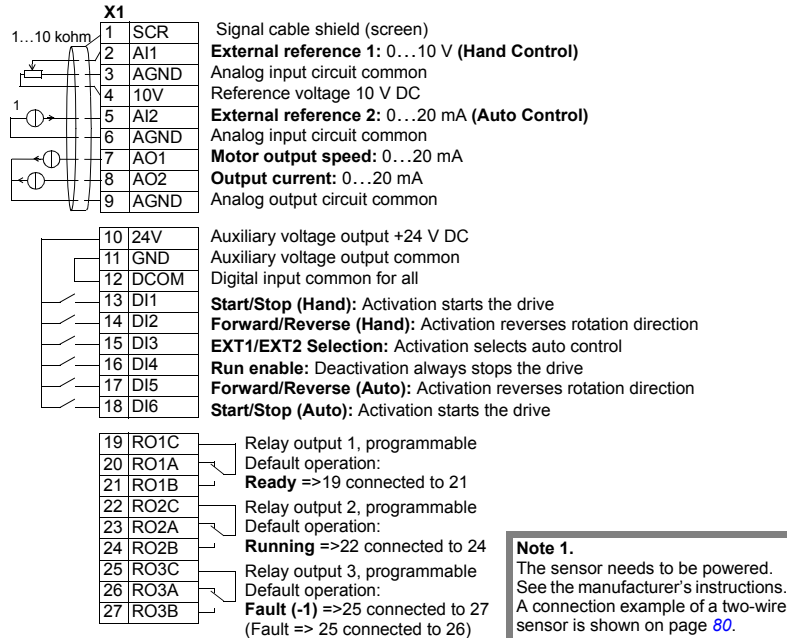 X1
1…10 kohm
1 SCR Signal cable shield (screen)
2 AI1 External reference 1: 0…10 V (Hand Control)
3 AGND Analog input circuit common
4 10V Reference voltage 10 V DC
1
5 AI2 External reference 2: 0…20 mA (Auto Control)
6 AGND Analog input circuit common
7 AO1 Motor output speed: 0…20 mA
8 AO2 Output current: 0…20 mA
9 AGND Analog output circuit common
10 24V Auxiliary voltage output +24 V DC
11 GND Auxiliary voltage output common
12 DCOM Digital input common for all
13 DI1 Start/Stop (Hand): Activation starts the drive
14 DI2 Forward/Reverse (Hand): Activation reverses rotation direction
15 DI3 EXT1/EXT2 Selection: Activation selects auto control
16 DI4 Run enable: Deactivation always stops the drive
17 DI5 Forward/Reverse (Auto): Activation reverses rotation direction
18 DI6 Start/Stop (Auto): Activation starts the drive
19 RO1C Relay output 1, programmable
20 RO1A Default operation:
21 RO1B Ready =>19 connected to 21
22 RO2C Relay output 2, programmable
23 RO2A Default operation:
24 RO2B Running =>22 connected to 24
25 RO3C Relay output 3, programmable
26 RO3A Default operation:
27 RO3B Fault (-1) =>25 connected to 27
(Fault => 25 connected to 26)
Note 1.
The sensor needs to be powered.
See the manufacturer's instructions.
A connection example of a two-wire
sensor is shown on page 80.